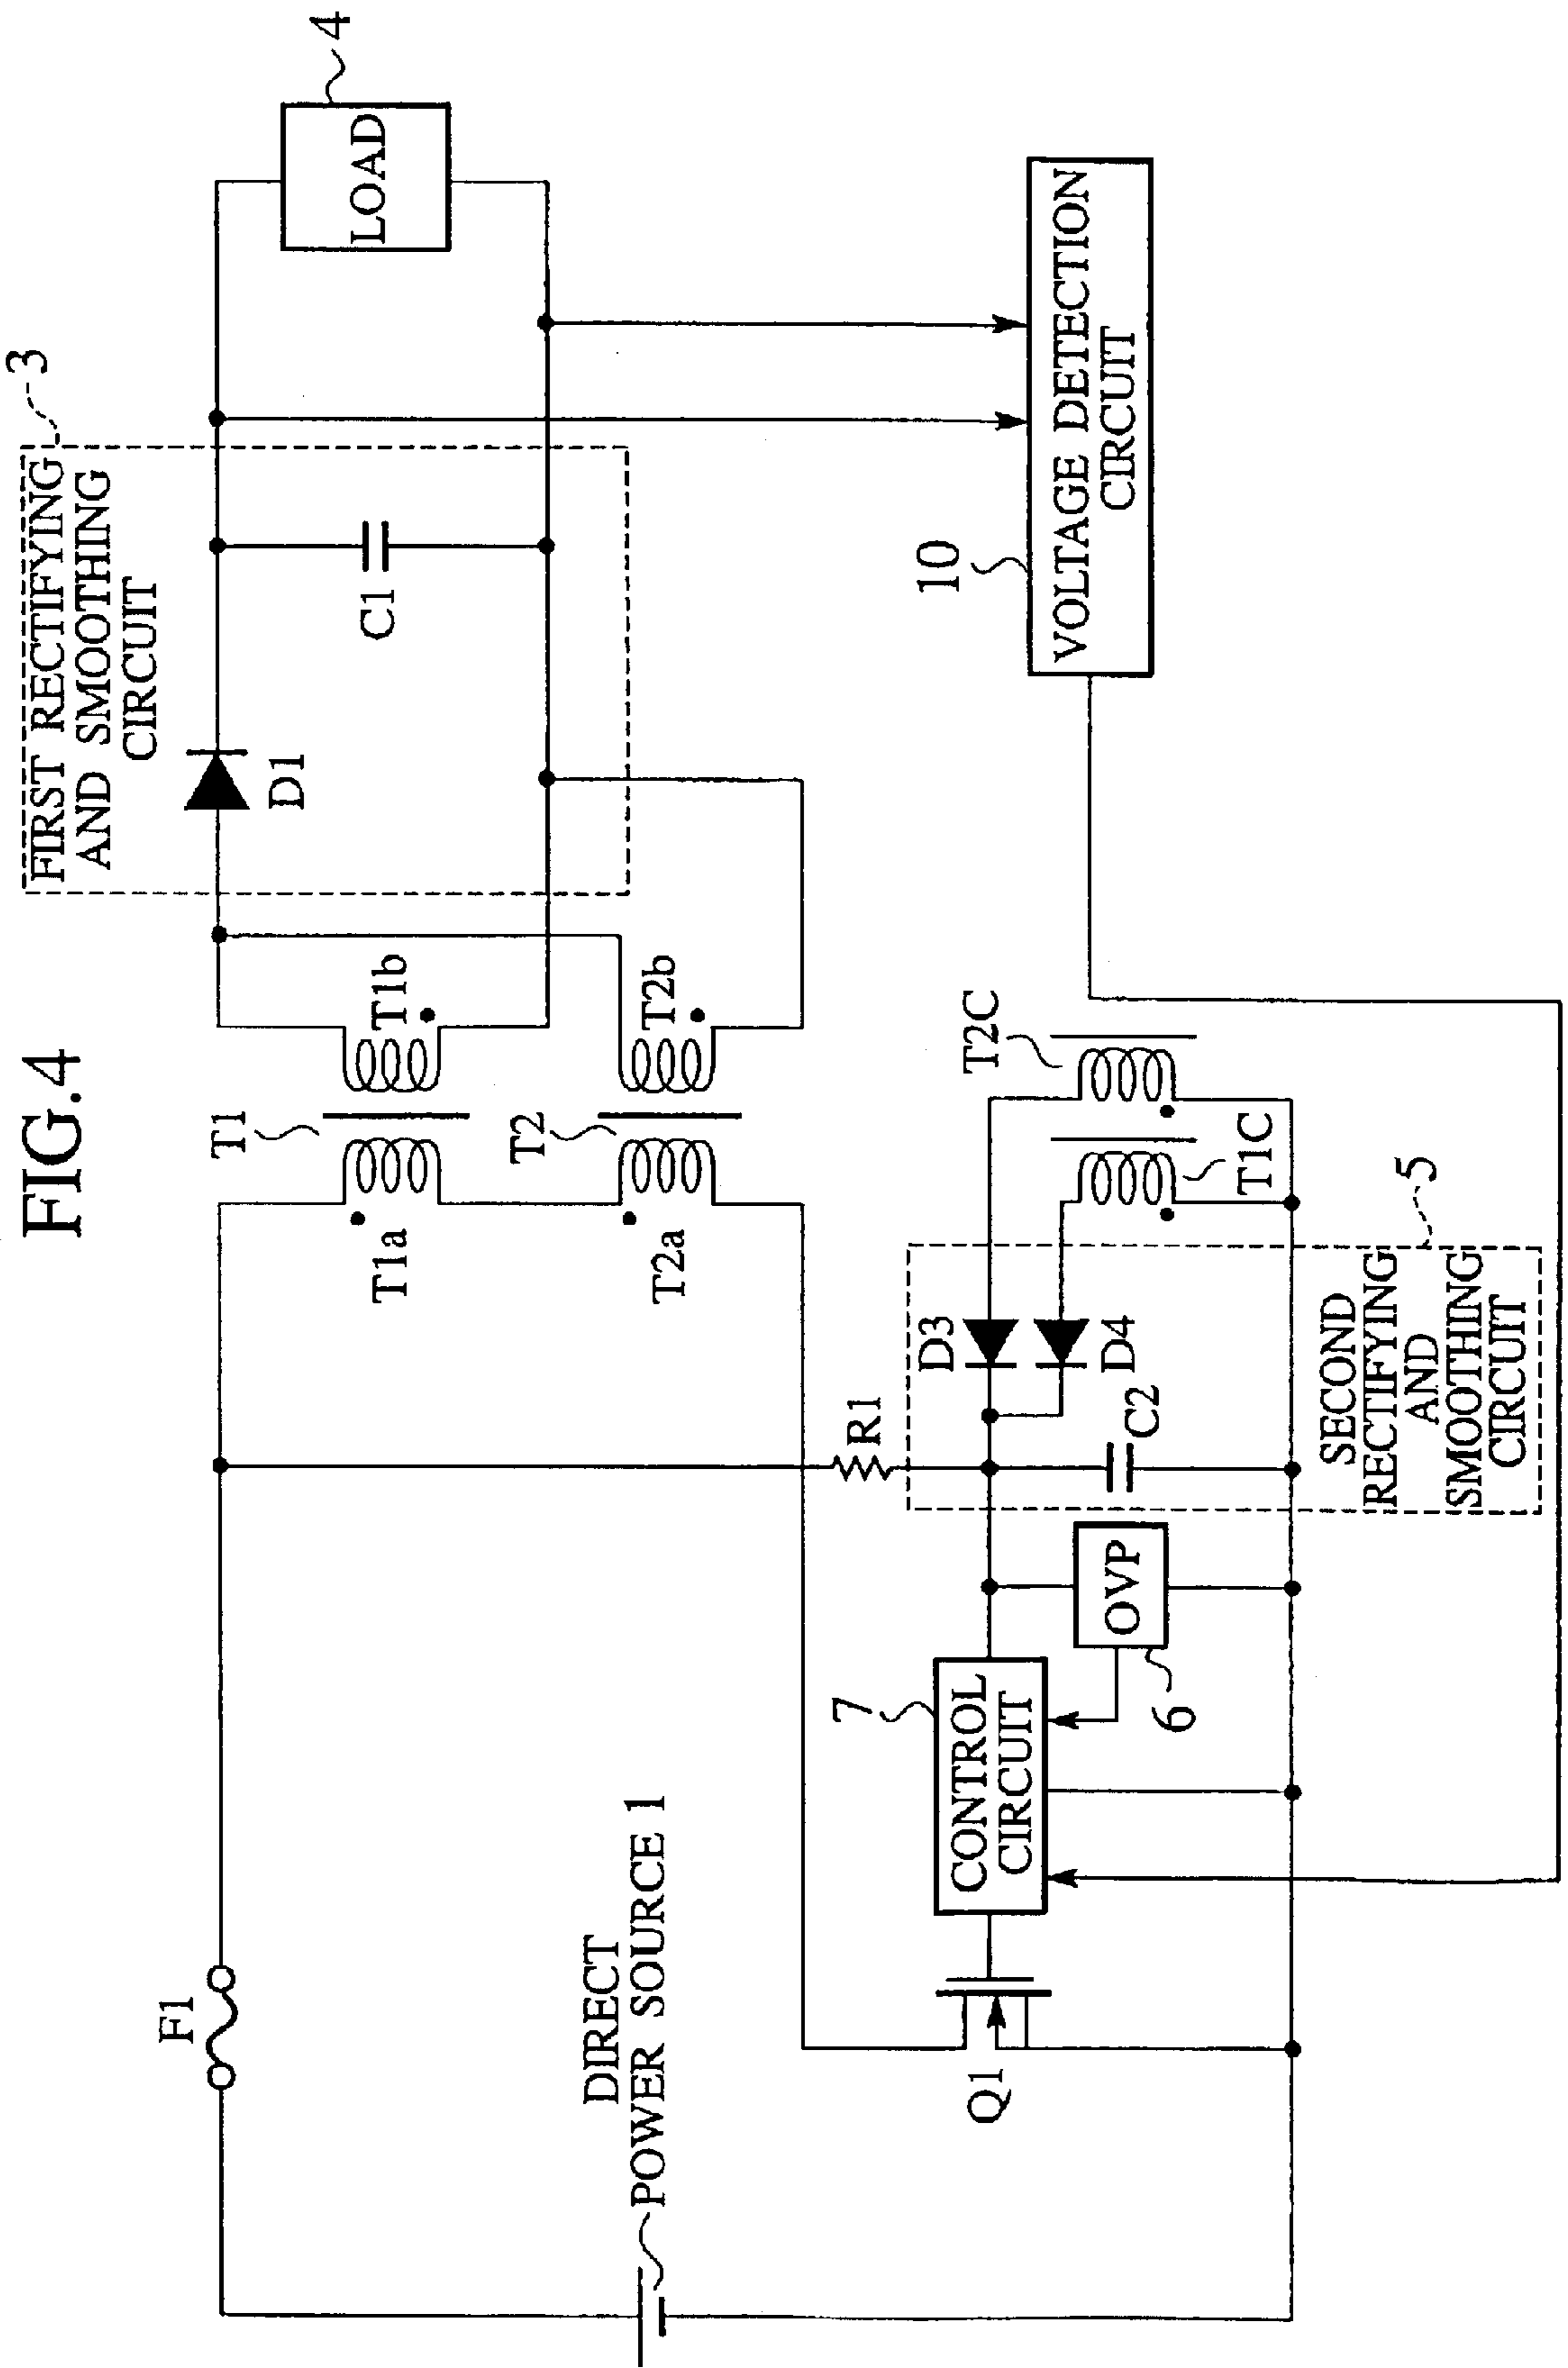 FIG.4
FIRST RECTIFYING
AND SMOOTHING
CIRCUIT
3
4
LOAD
D1
C1
T1
T1a
T1b
T2
T2a
T2b
F1
DIRECT
POWER SOURCE 1
10
VOLTAGE DETECTION
CIRCUIT
R1
D3
D4
C2
T2C
T1C
5
SECOND
RECTIFYING
AND
SMOOTHING
CIRCUIT
OVP
6
7
CONTROL
CIRCUIT
Q1